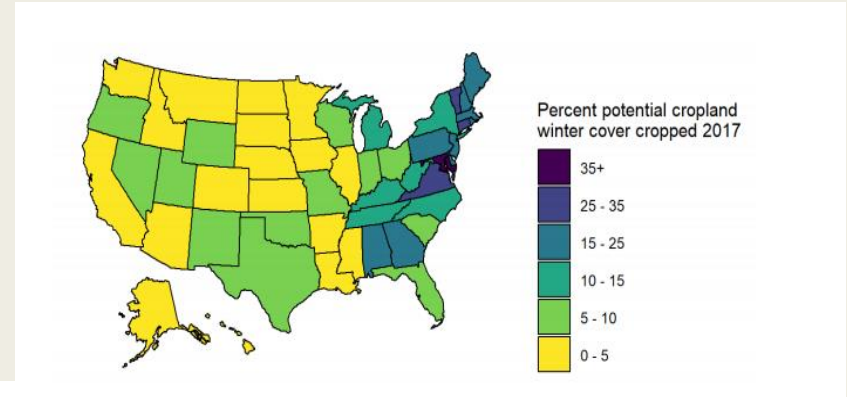 Percent potential cropland
winter cover cropped 2017
35+
25 - 35
15 - 25
10 - 15
5 - 10
0 - 5